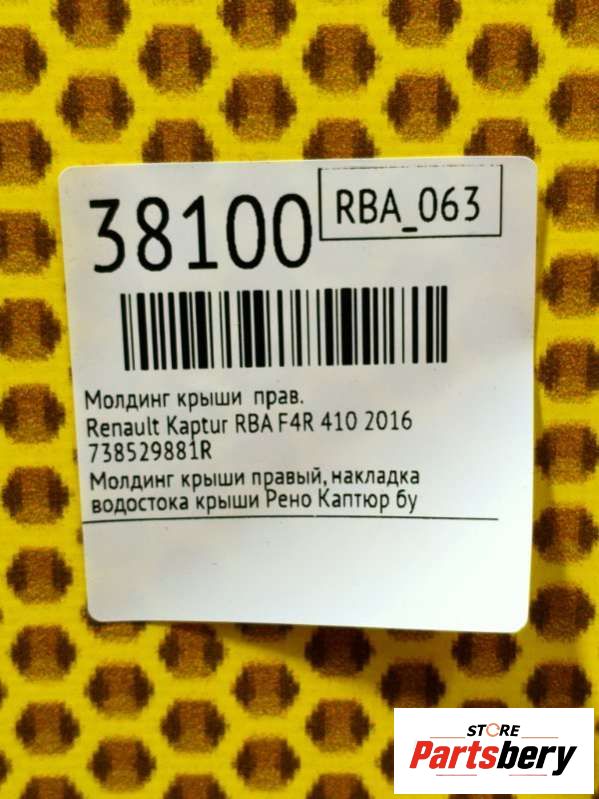 38100
RBA_063
Молдинг крыши прав.
Renault Kaptur RBA F4R 410 2016
738529881R
Молдинг крыши правый, накладка
водостока крыши Рено Каптюр бу
STORE
Partsbery